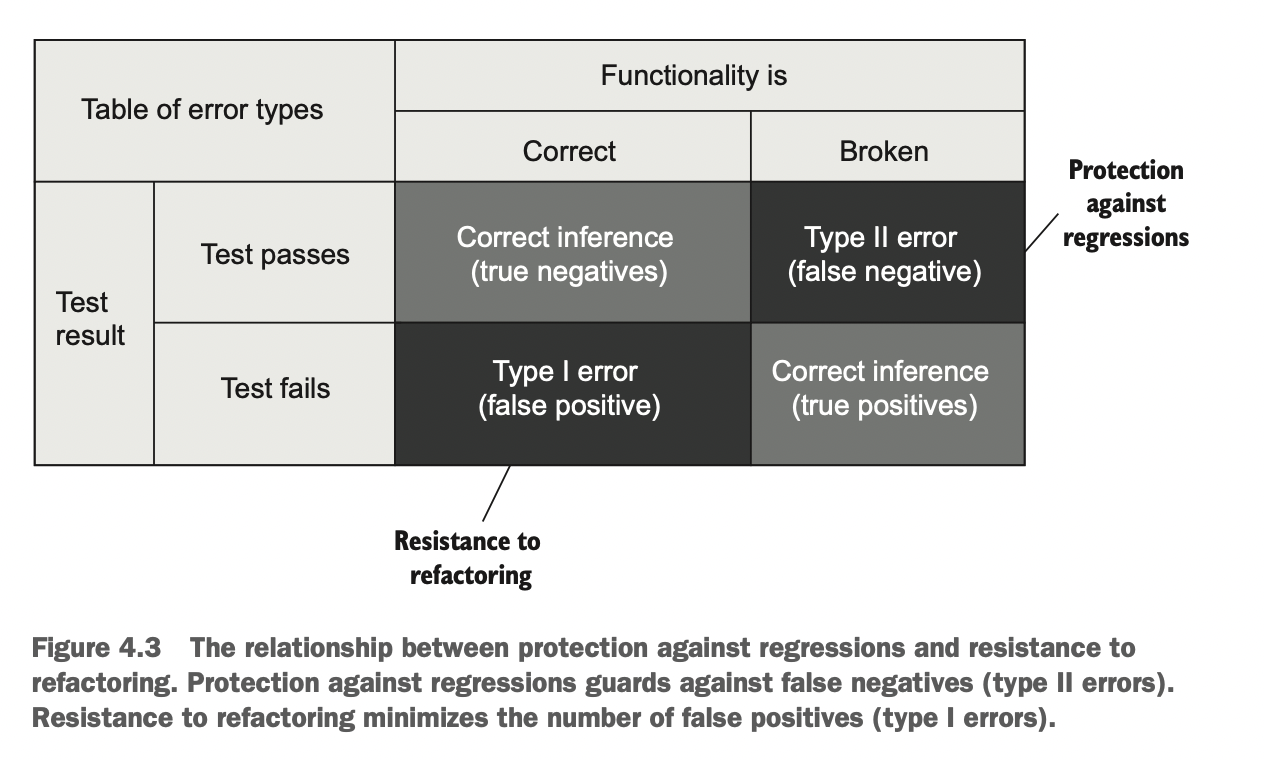 Table of error types
Functionality is
Correct
Broken
Protection
against
regressions
Test
result
Test passes
Correct inference
(true negatives)
Type II error
(false negative)
Test fails
Type I error
(false positive)
Correct inference
(true positives)
Resistance to
refactoring
Figure 4.3 The relationship between protection against regressions and resistance to
refactoring. Protection against regressions guards against false negatives (type II errors).
Resistance to refactoring minimizes the number of false positives (type I errors).